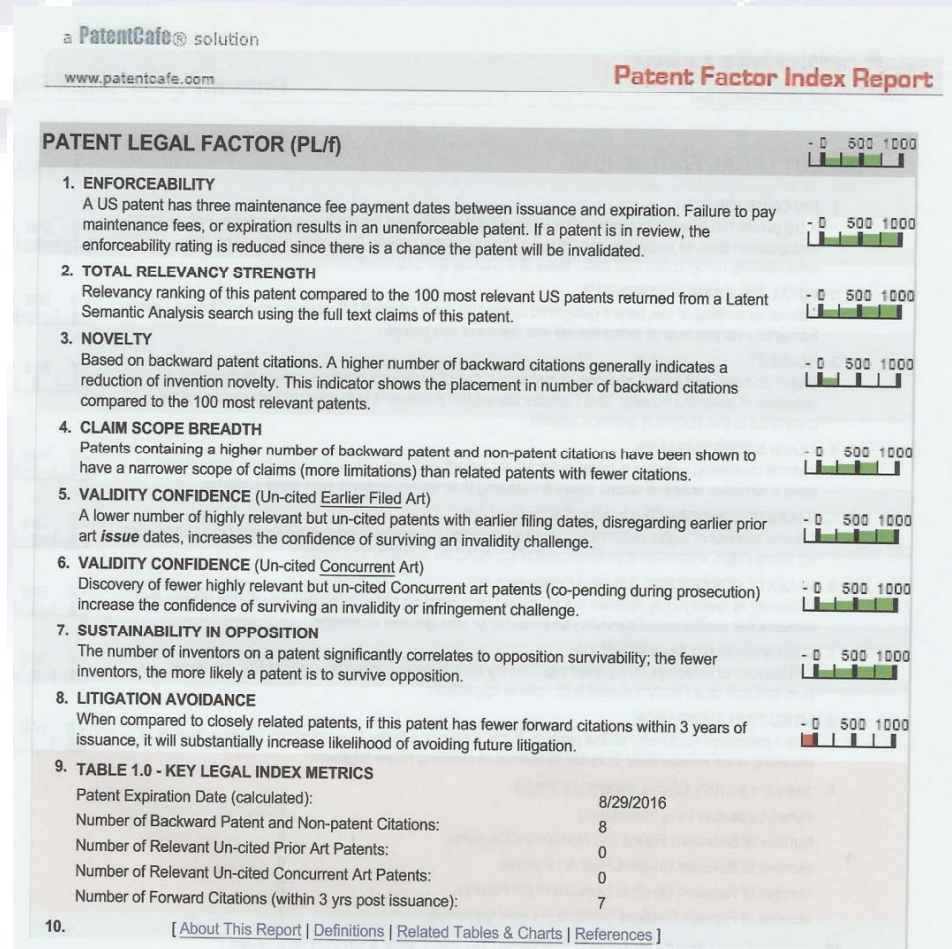 a PatentCafe® solution
www.patentcafe.com
Patent Factor Index Report
PATENT LEGAL FACTOR (PL/f)
- 0 500 1000
1. ENFORCEABILITY
A US patent has three maintenance fee payment dates between issuance and expiration. Failure to pay
maintenance fees, or expiration results in an unenforceable patent. If a patent is in review, the
enforceability rating is reduced since there is a chance the patent will be invalidated.
- 0 500 1000
2. TOTAL RELEVANCY STRENGTH
Relevancy ranking of this patent compared to the 100 most relevant US patents returned from a Latent
Semantic Analysis search using the full text claims of this patent.
- 0 500 1000
3. NOVELTY
Based on backward patent citations. A higher number of backward citations generally indicates a
reduction of invention novelty. This indicator shows the placement in number of backward citations
compared to the 100 most relevant patents.
- 0 500 1000
4. CLAIM SCOPE BREADTH
Patents containing a higher number of backward patent and non-patent citations have been shown to
have a narrower scope of claims (more limitations) than related patents with fewer citations.
- 0 500 1000
5. VALIDITY CONFIDENCE (Un-cited Earlier Filed Art)
A lower number of highly relevant but un-cited patents with earlier filing dates, disregarding earlier prior
art issue dates, increases the confidence of surviving an invalidity challenge.
- 0 500 1000
6. VALIDITY CONFIDENCE (Un-cited Concurrent Art)
Discovery of fewer highly relevant but un-cited Concurrent art patents (co-pending during prosecution)
increase the confidence of surviving an invalidity or infringement challenge.
- 0 500 1000
7. SUSTAINABILITY IN OPPOSITION
The number of inventors on a patent significantly correlates to opposition survivability; the fewer
inventors, the more likely a patent is to survive opposition.
- 0 500 1000
8. LITIGATION AVOIDANCE
When compared to closely related patents, if this patent has fewer forward citations within 3 years of
issuance, it will substantially increase likelihood of avoiding future litigation.
- 0 500 1000
9. TABLE 1.0 - KEY LEGAL INDEX METRICS
Patent Expiration Date (calculated): 8/29/2016
Number of Backward Patent and Non-patent Citations: 8
Number of Relevant Un-cited Prior Art Patents: 0
Number of Relevant Un-cited Concurrent Art Patents: 0
Number of Forward Citations (within 3 yrs post issuance): 7
10. [ About This Report | Definitions | Related Tables & Charts | References ]